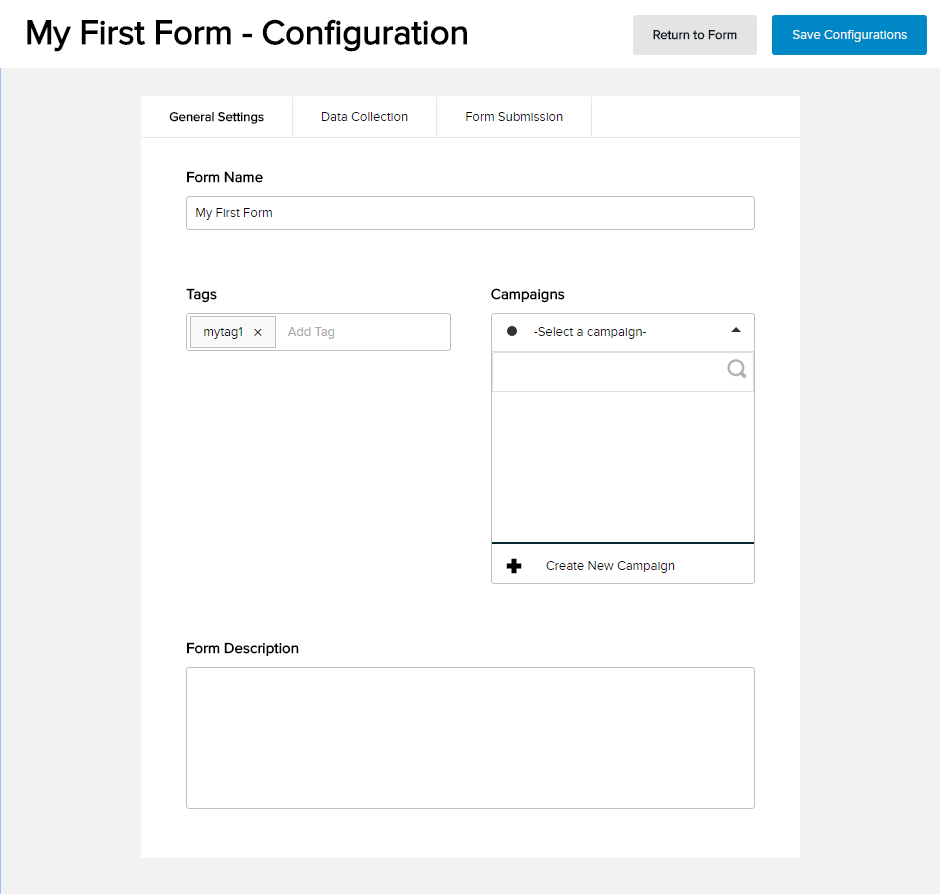 My First Form - Configuration
Return to Form
Save Configurations
General Settings
Data Collection
Form Submission
Form Name
My First Form
Tags
Campaigns
mytag1 ×
Add Tag
-Select a campaign-
Create New Campaign
Form Description